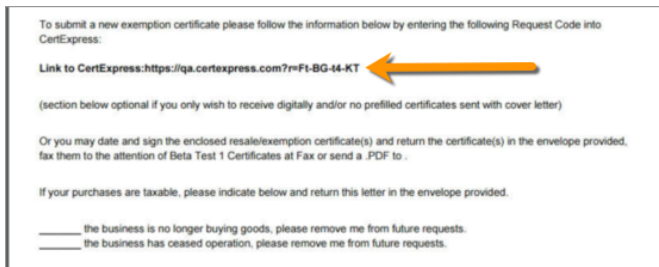 To submit a new exemption certificate please follow the information below by entering the following Request Code into
CertExpress:
Link to CertExpress:https://qa.certexpress.com?r=Ft-BG-t4-KT
(section below optional if you only wish to receive digitally and/or no prefilled certificates sent with cover letter)
Or you may date and sign the enclosed resale/exemption certificate(s) and return the certificate(s) in the envelope provided,
fax them to the attention of Beta Test 1 Certificates at Fax or send a .PDF to .
If your purchases are taxable, please indicate below and return this letter in the envelope provided.
_______ the business is no longer buying goods, please remove me from future requests.
_______ the business has ceased operation, please remove me from future requests.